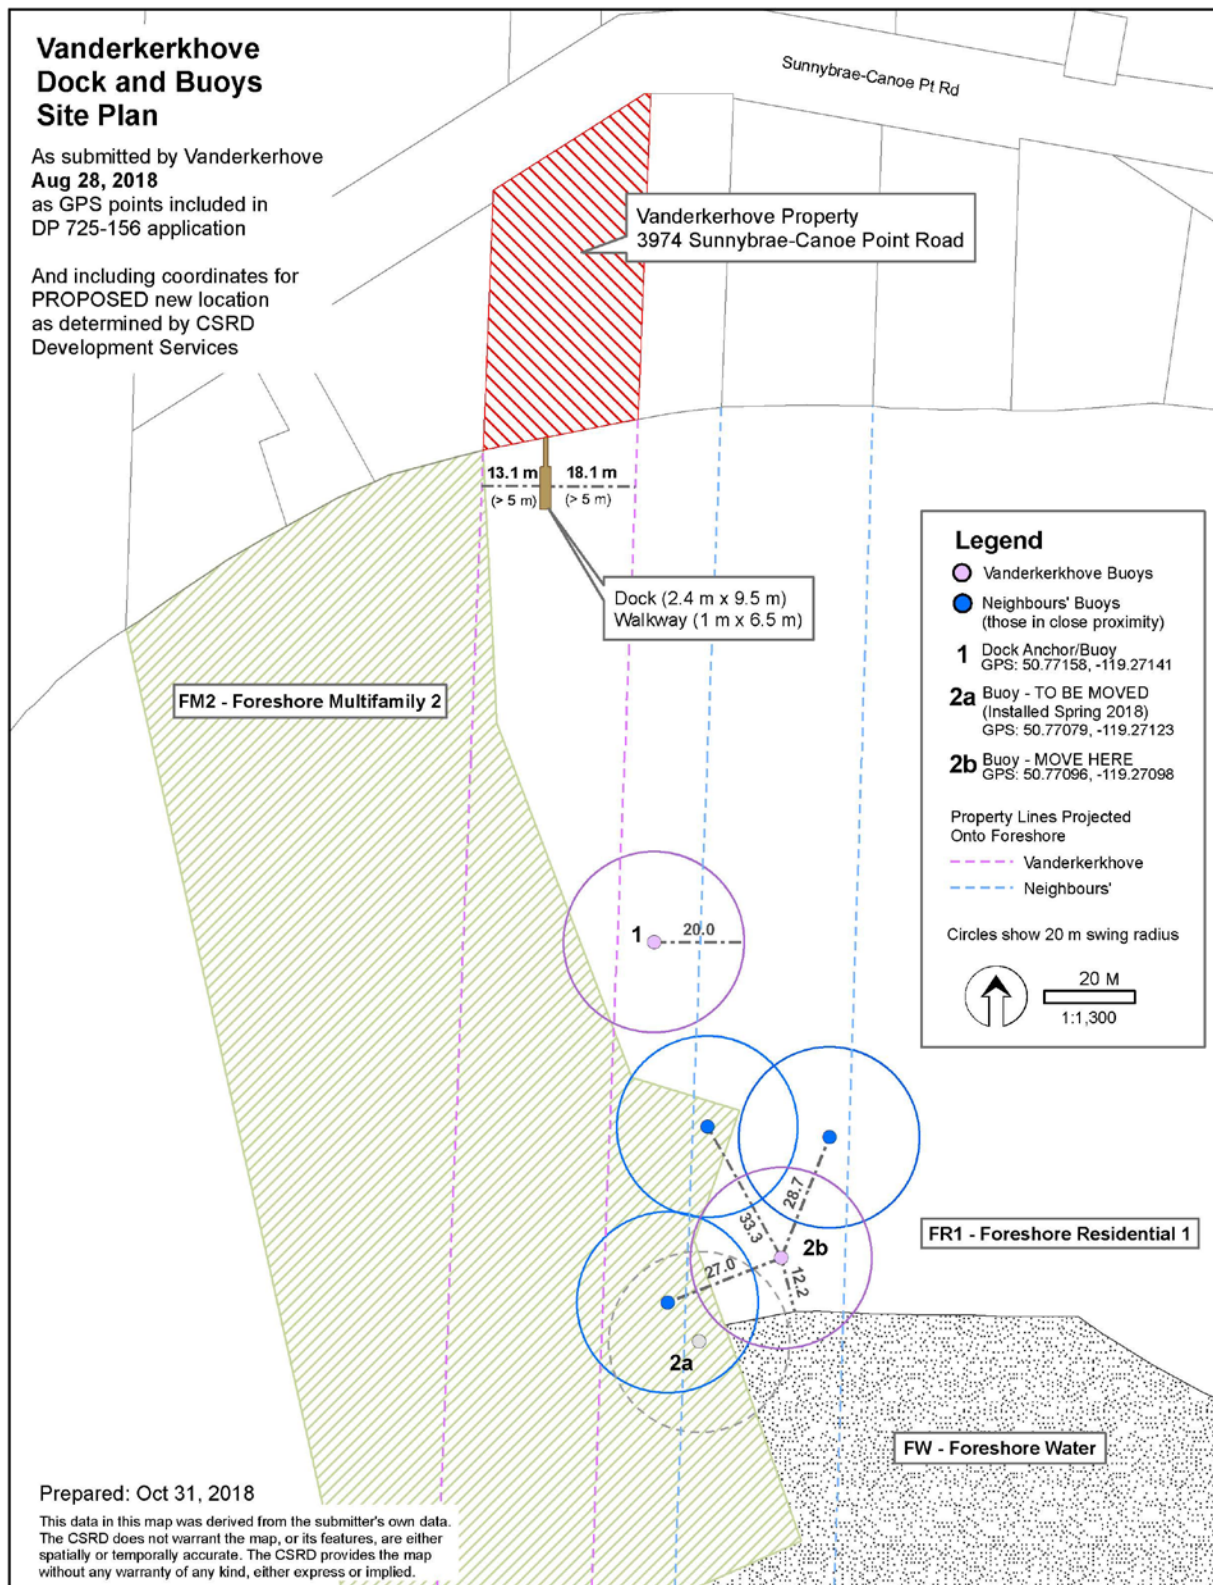 Vanderkerkhove
Dock and Buoys
Site Plan
As submitted by Vanderkerhove
Aug 28, 2018
as GPS points included in
DP 725-156 application
And including coordinates for
PROPOSED new location
as determined by CSRD
Development Services
Sunnybrae-Canoe Pt Rd
Vanderkerhove Property
3974 Sunnybrae-Canoe Point Road
13.1 m
18.1 m
(> 5 m)
(> 5 m)
Dock (2.4 m x 9.5 m)
Walkway (1 m x 6.5 m)
FM2 - Foreshore Multifamily 2
Legend
Vanderkerkhove Buoys
Neighbours' Buoys
(those in close proximity)
1 Dock Anchor/Buoy
GPS: 50.77158, -119.27141
2a Buoy - TO BE MOVED
(Installed Spring 2018)
GPS: 50.77079, -119.27123
2b Buoy - MOVE HERE
GPS: 50.77096, -119.27098
Property Lines Projected
Onto Foreshore
Vanderkerkhove
Neighbours'
Circles show 20 m swing radius
20 M
1:1,300
1
20.0
28.7
33.3
2b
27.0
12.2
2a
FR1 - Foreshore Residential 1
FW - Foreshore Water
Prepared: Oct 31, 2018
This data in this map was derived from the submitter's own data.
The CSRD does not warrant the map, or its features, are either
spatially or temporally accurate. The CSRD provides the map
without any warranty of any kind, either express or implied.